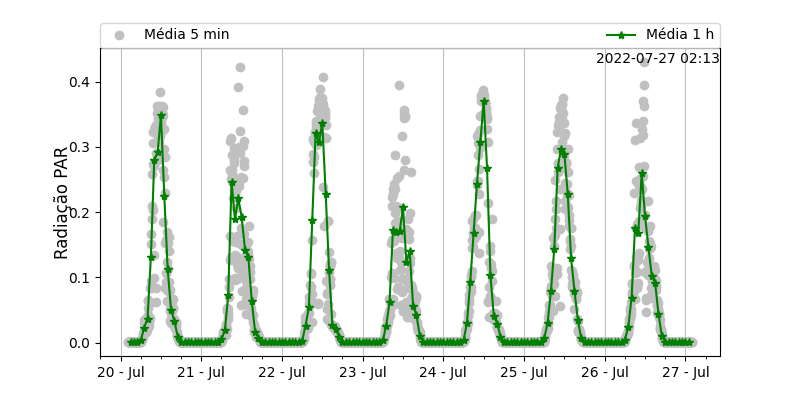 Média 5 min
Média 1 h
2022-07-27 02:13
Radiação PAR
0.4
0.3
0.2
0.1
0.0
20 - Jul
21 - Jul
22 - Jul
23 - Jul
24 - Jul
25 - Jul
26 - Jul
27 - Jul